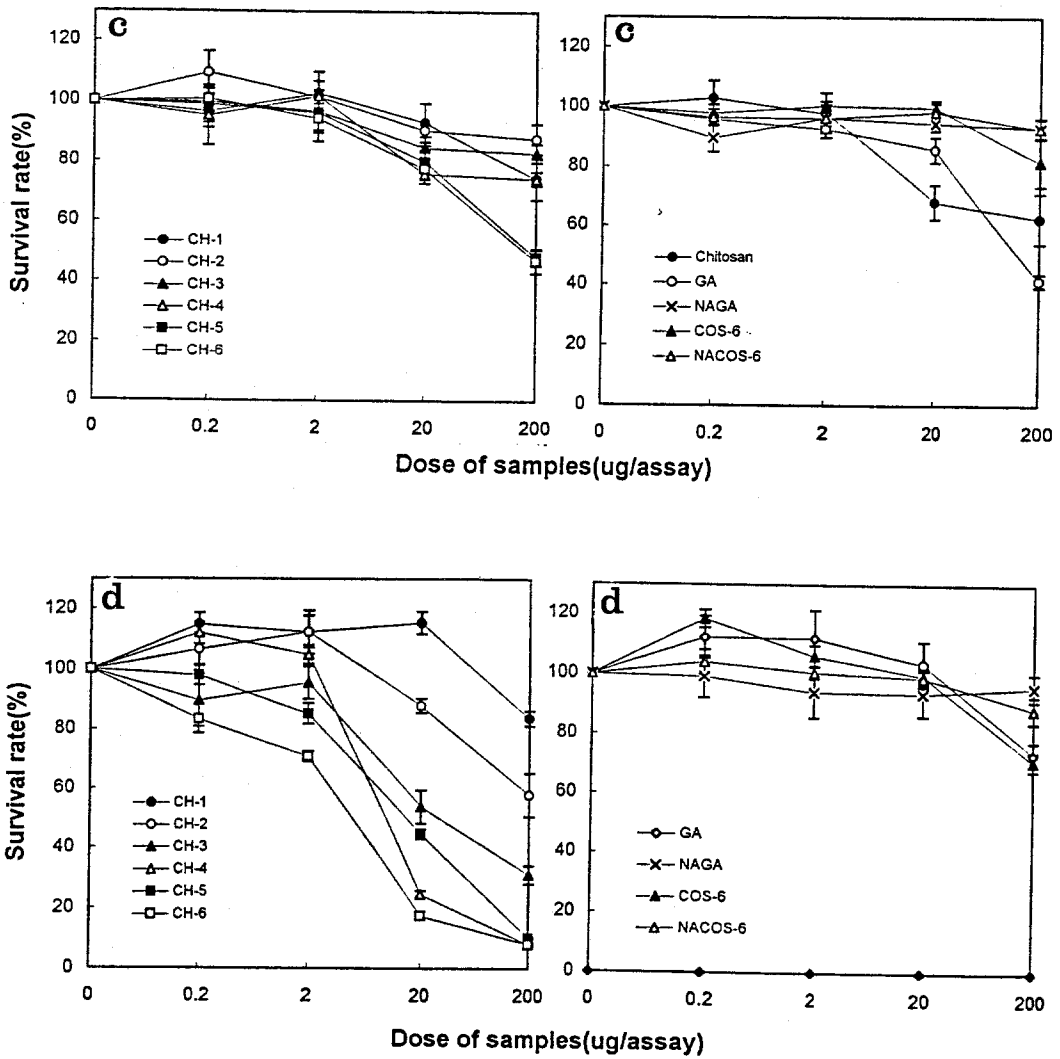 c
120
100
80
60
40
20
0
Survival rate(%)
CH-1
CH-2
CH-3
CH-4
CH-5
CH-6
0 0.2 2 20 200
c
120
100
80
60
40
20
0
Chitosan
GA
NAGA
COS-6
NACOS-6
0 0.2 2 20 200
Dose of samples(ug/assay)
d
120
100
80
60
40
20
0
Survival rate(%)
CH-1
CH-2
CH-3
CH-4
CH-5
CH-6
0 0.2 2 20 200
d
120
100
80
60
40
20
0
GA
NAGA
COS-6
NACOS-6
0 0.2 2 20 200
Dose of samples(ug/assay)